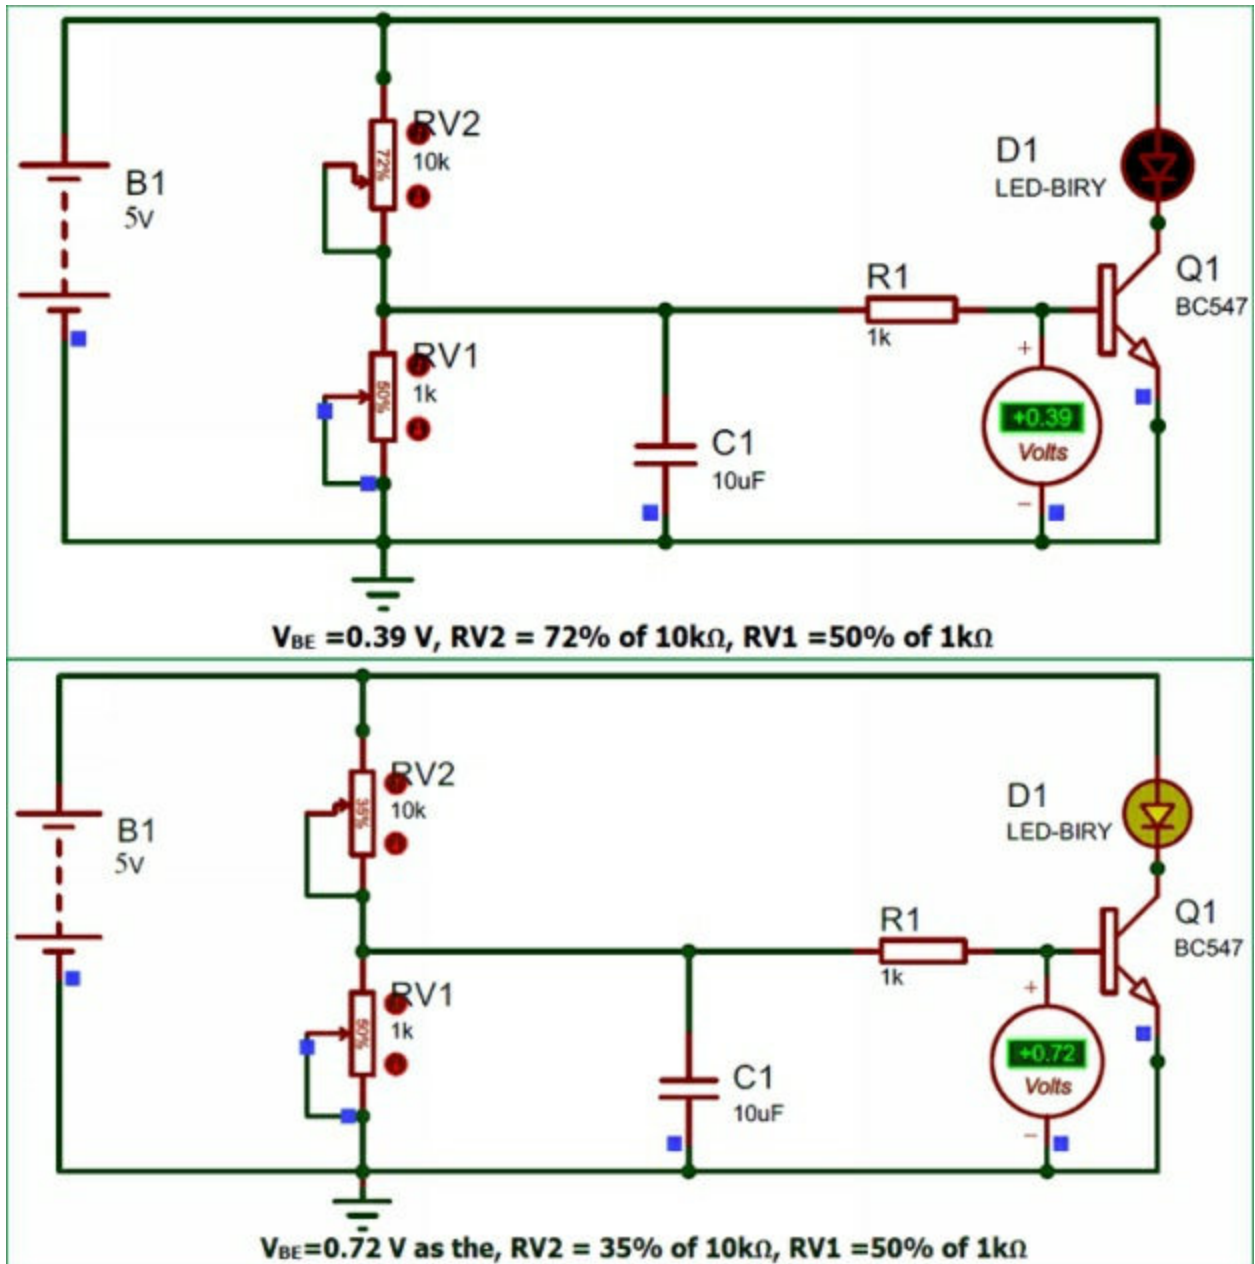 RV2
10k
72%
B1
5V
D1
LED-BIRY
Q1
BC547
R1
1k
RV1
1k
50%
+0.39
Volts
C1
10uF
VBE =0.39 V, RV2 = 72% of 10kΩ, RV1 =50% of 1kΩ
RV2
10k
35%
B1
5V
D1
LED-BIRY
Q1
BC547
R1
1k
RV1
1k
50%
+0.72
Volts
C1
10uF
VBE=0.72 V as the, RV2 = 35% of 10kΩ, RV1 =50% of 1kΩ